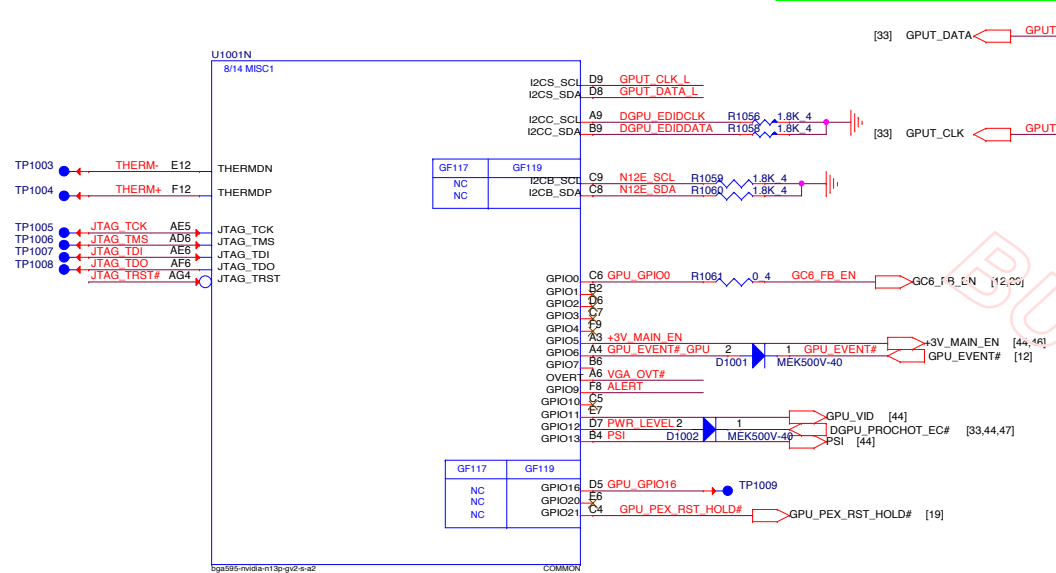 [33] GPUT_DATA GPUT
U1001N
8/14 MISC1
I2CS_SCL D9 GPUT_CLK_L
I2CS_SDA D8 GPUT_DATA_L
I2CC_SCL A9 DGPU_EDIDCLK R1056 1.8K_4
I2CC_SDA B9 DGPU_EDIDDATA R1058 1.8K_4
[33] GPUT_CLK GPUT
TP1003 THERM- E12 THERMDN
GF117 GF119
NC I2CB_SCL C9 N12E_SCL R1059 1.8K_4
NC I2CB_SDA C8 N12E_SDA R1060 1.8K_4
TP1004 THERM+ F12 THERMDP
TP1005 JTAG_TCK AE5 JTAG_TCK
TP1006 JTAG_TMS AD6 JTAG_TMS
TP1007 JTAG_TDI AE6 JTAG_TDI
TP1008 JTAG_TDO AF6 JTAG_TDO
JTAG_TRST# AG4 JTAG_TRST
GPIO0 C6 GPU_GPIO0 R1061 0_4 GC6_FB_EN GC6_FB_EN
GPIO1 B2
GPIO2 D6
GPIO3 C7
GPIO4 F9
GPIO5 A3 +3V_MAIN_EN +3V_MAIN_EN [44,46]
GPIO6 A4 GPU_EVENT#_GPU 2 1 GPU_EVENT# GPU_EVENT# [12]
GPIO7 B6 D1001 MEK500V-40
OVERT A6 VGA_OVT#
GPIO9 F8 ALERT
GPIO10 C5
GPIO11 E7 GPU_VID [44]
GPIO12 D7 PWR_LEVEL 2 1 DGPU_PROCHOT_EC# [33,44,47]
GPIO13 B4 PSI D1002 MEK500V-40 PSI [44]
GF117 GF119
NC GPIO16 D5 GPU_GPIO16 TP1009
NC GPIO20 E6
NC GPIO21 C4 GPU_PEX_RST_HOLD# GPU_PEX_RST_HOLD# [19]
bga595-nvidia-n13p-gv2-s-a2 COMMON